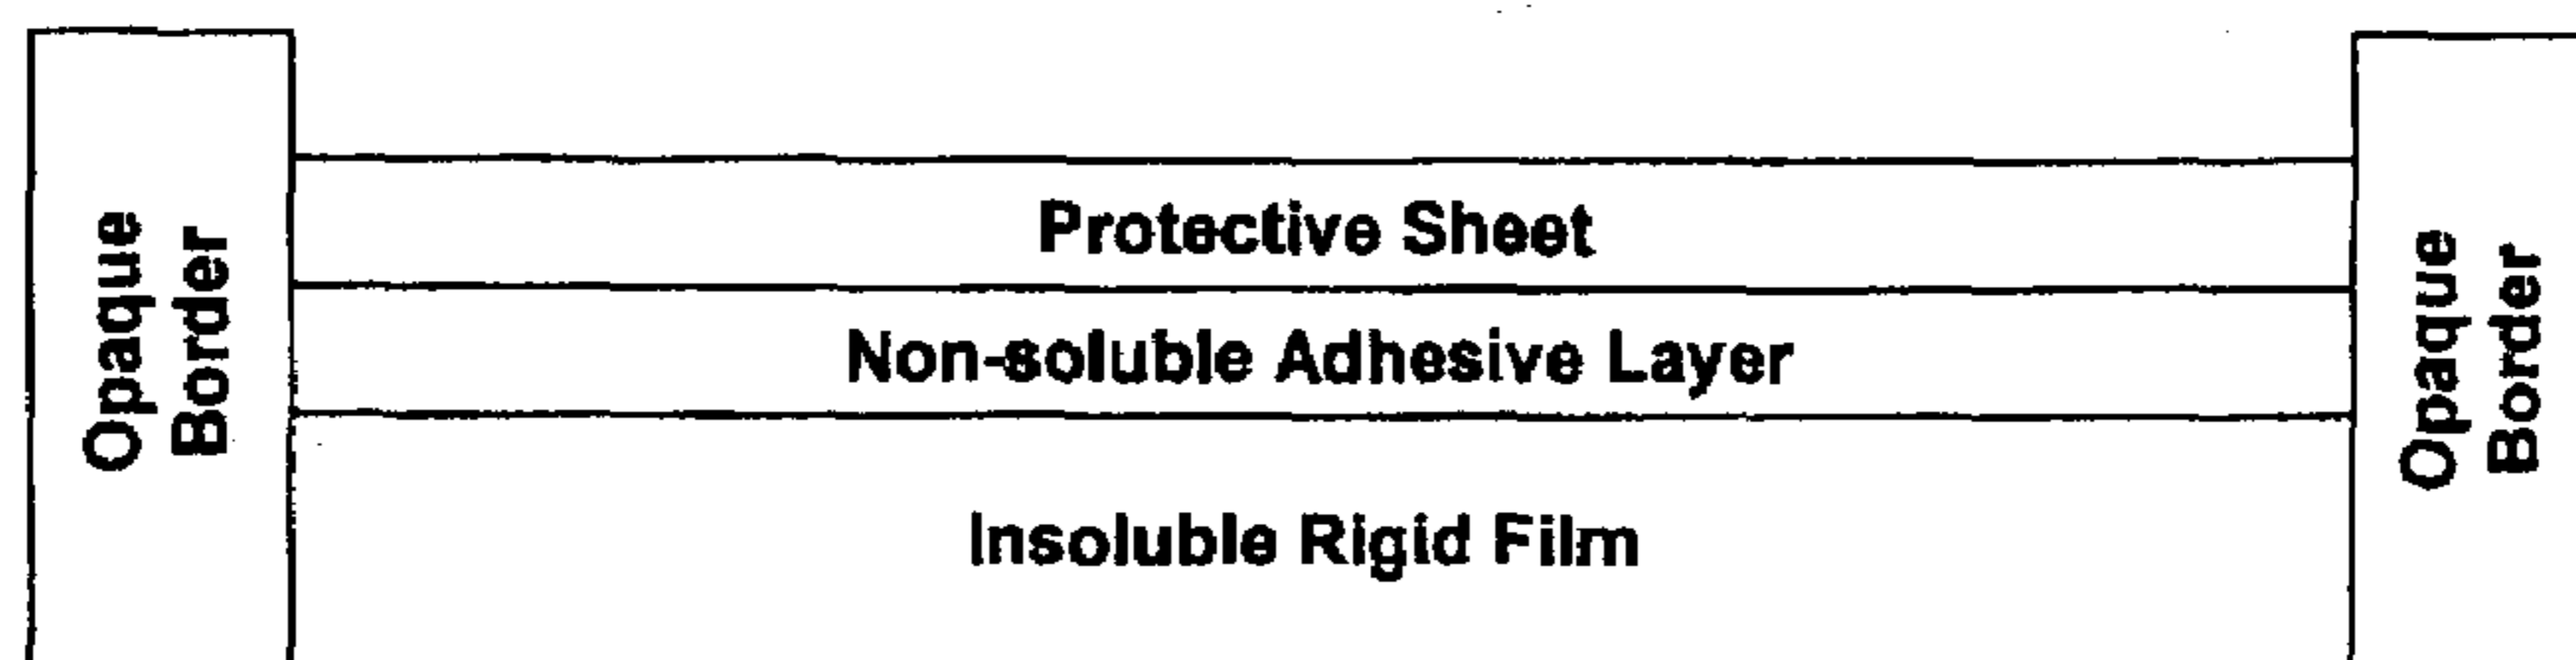 Opaque
Border
Protective Sheet
Non-soluble Adhesive Layer
Insoluble Rigid Film
Opaque
Border